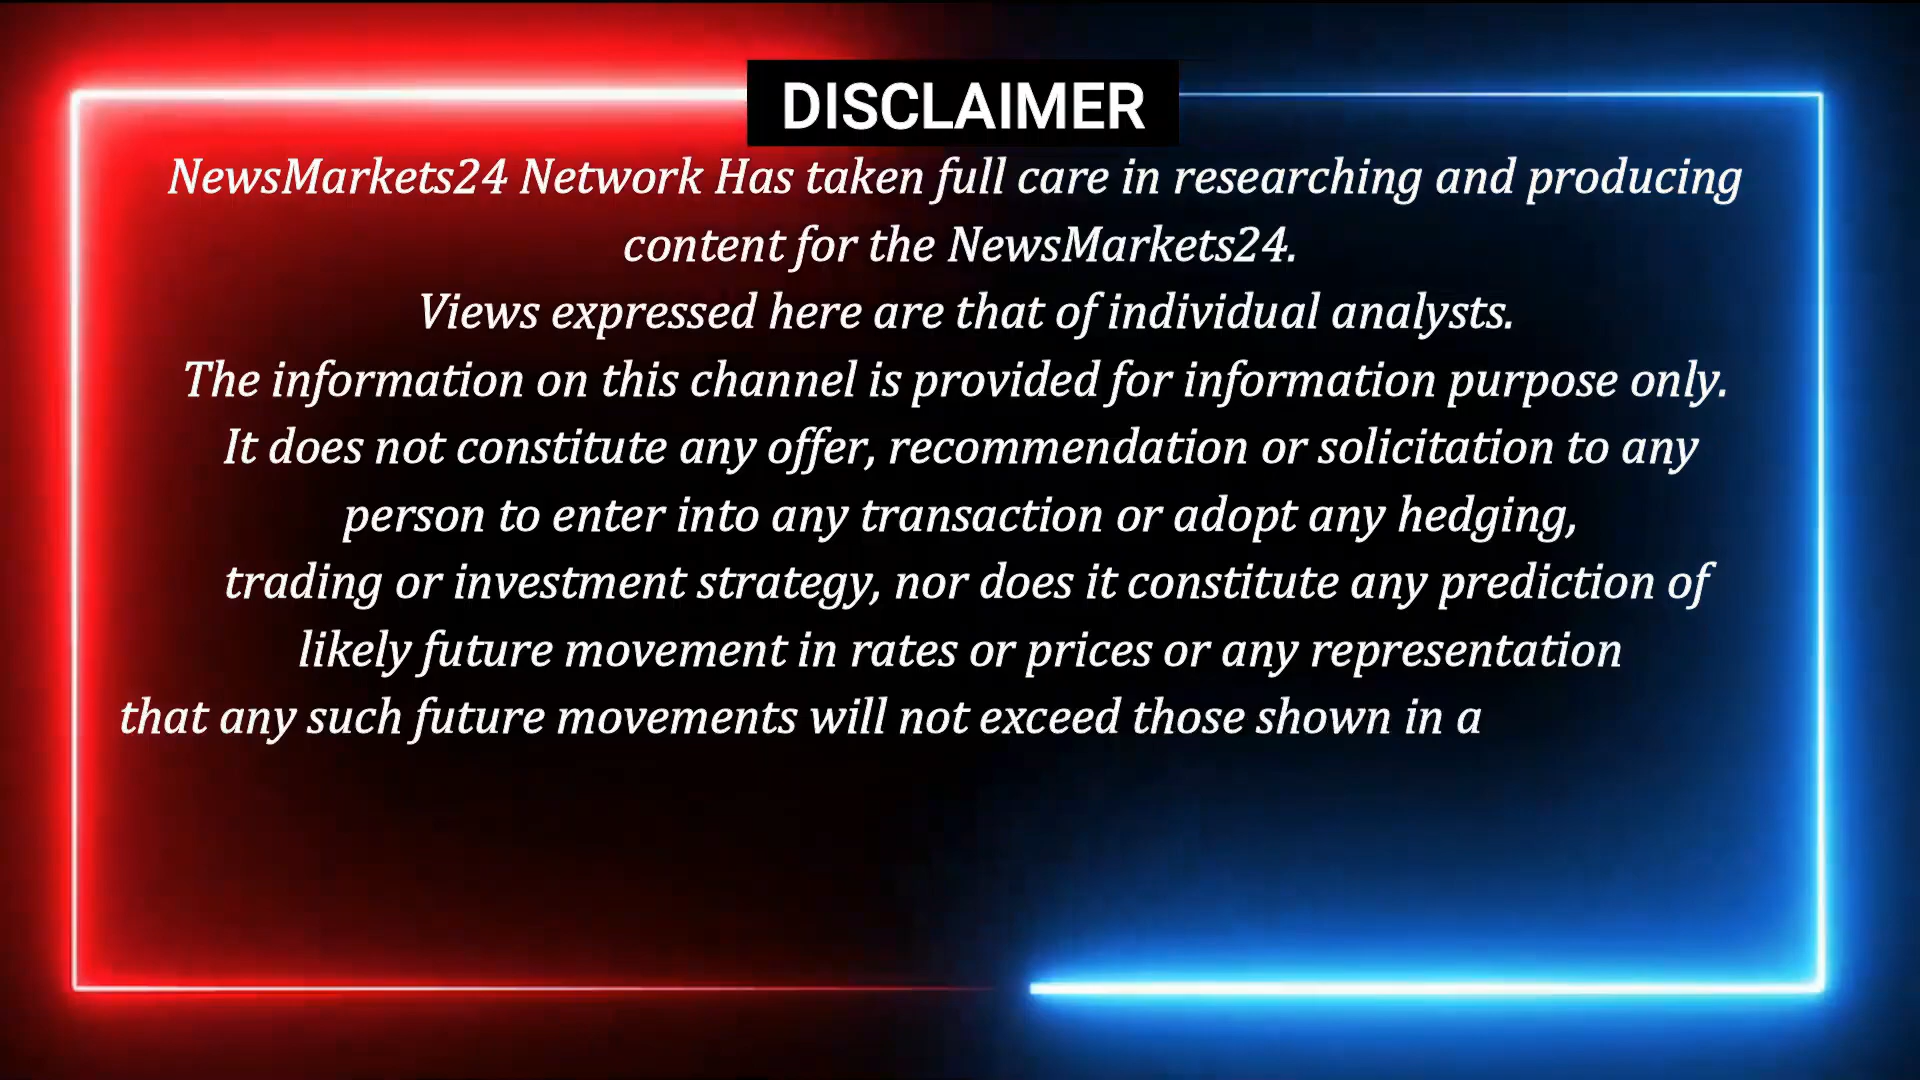 DISCLAIMER
NewsMarkets24 Network Has taken full care in researching and producing
content for the NewsMarkets24.
Views expressed here are that of individual analysts.
The information on this channel is provided for information purpose only.
It does not constitute any offer, recommendation or solicitation to any
person to enter into any transaction or adopt any hedging,
trading or investment strategy, nor does it constitute any prediction of
likely future movement in rates or prices or any representation
that any such future movements will not exceed those shown in a